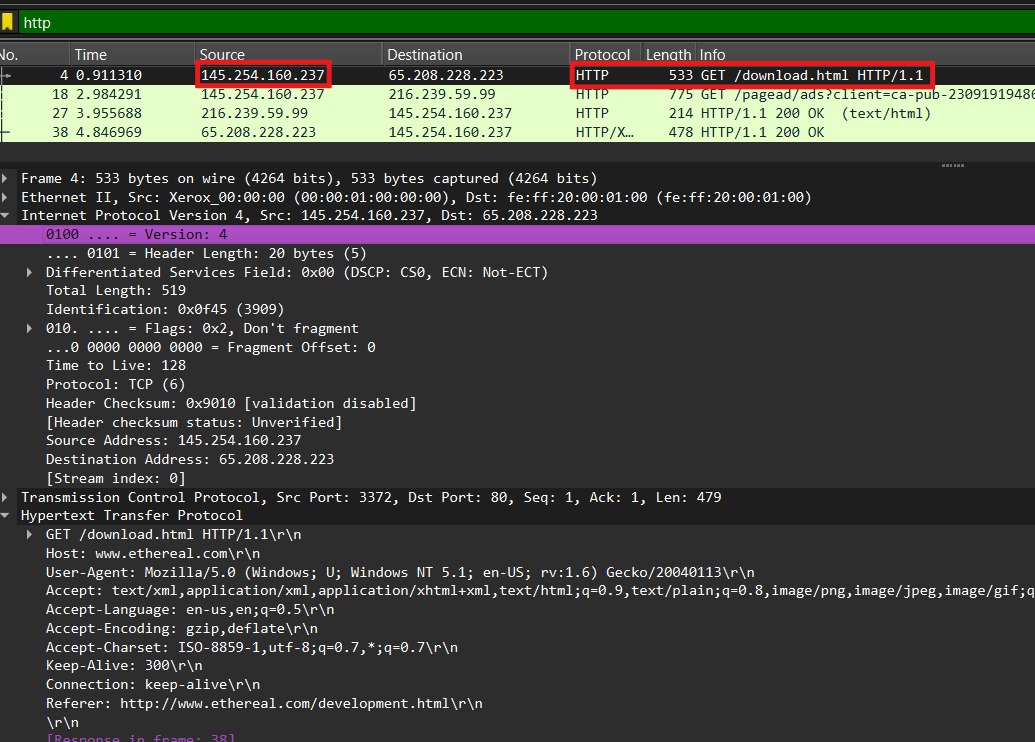 http
No. Time Source Destination Protocol Length Info
4 0.911310 145.254.160.237 65.208.228.223 HTTP 533 GET /download.html HTTP/1.1
18 2.984291 145.254.160.237 216.239.59.99 HTTP 775 GET /pagead/ads?client=ca-pub-23091919486
27 3.955688 216.239.59.99 145.254.160.237 HTTP 214 HTTP/1.1 200 OK (text/html)
38 4.846969 65.208.228.223 145.254.160.237 HTTP/X… 478 HTTP/1.1 200 OK
Frame 4: 533 bytes on wire (4264 bits), 533 bytes captured (4264 bits)
Ethernet II, Src: Xerox_00:00:00 (00:00:01:00:00:00), Dst: fe:ff:20:00:01:00 (fe:ff:20:00:01:00)
Internet Protocol Version 4, Src: 145.254.160.237, Dst: 65.208.228.223
0100 .... = Version: 4
.... 0101 = Header Length: 20 bytes (5)
Differentiated Services Field: 0x00 (DSCP: CS0, ECN: Not-ECT)
Total Length: 519
Identification: 0x0f45 (3909)
010. .... = Flags: 0x2, Don't fragment
...0 0000 0000 0000 = Fragment Offset: 0
Time to Live: 128
Protocol: TCP (6)
Header Checksum: 0x9010 [validation disabled]
[Header checksum status: Unverified]
Source Address: 145.254.160.237
Destination Address: 65.208.228.223
[Stream index: 0]
Transmission Control Protocol, Src Port: 3372, Dst Port: 80, Seq: 1, Ack: 1, Len: 479
Hypertext Transfer Protocol
GET /download.html HTTP/1.1\r\n
Host: www.ethereal.com\r\n
User-Agent: Mozilla/5.0 (Windows; U; Windows NT 5.1; en-US; rv:1.6) Gecko/20040113\r\n
Accept: text/xml,application/xml,application/xhtml+xml,text/html;q=0.9,text/plain;q=0.8,image/png,image/jpeg,image/gif;q
Accept-Language: en-us,en;q=0.5\r\n
Accept-Encoding: gzip,deflate\r\n
Accept-Charset: ISO-8859-1,utf-8;q=0.7,*;q=0.7\r\n
Keep-Alive: 300\r\n
Connection: keep-alive\r\n
Referer: http://www.ethereal.com/development.html\r\n
\r\n
[Response in frame: 38]